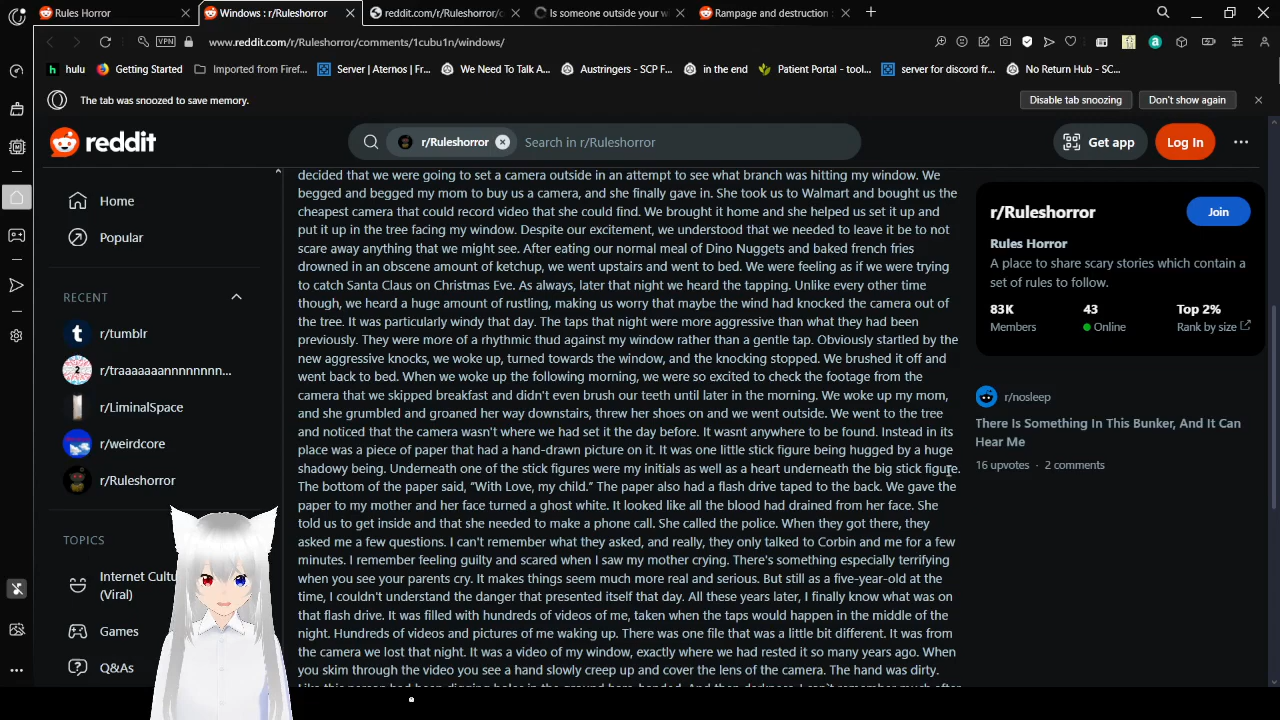 Rules Horror
Windows : r/Ruleshorror
reddit.com/r/Ruleshorror/c
Is someone outside your w
Rampage and destruction :
VPN
www.reddit.com/r/Ruleshorror/comments/1cubu1n/windows/
hulu
Getting Started
Imported from Firef...
Server | Aternos | Fr...
We Need To Talk A...
Austringers - SCP F...
in the end
Patient Portal - tool...
server for discord fr...
No Return Hub - SC...
The tab was snoozed to save memory.
Disable tab snoozing
Don't show again
reddit
r/Ruleshorror
Search in r/Ruleshorror
Get app
Log In
Home
Popular
RECENT
r/tumblr
r/traaaaaaannnnnnnnn...
r/LiminalSpace
r/weirdcore
r/Ruleshorror
TOPICS
Internet Cultu
(Viral)
Games
Q&As
decided that we were going to set a camera outside in an attempt to see what branch was hitting my window. We
begged and begged my mom to buy us a camera, and she finally gave in. She took us to Walmart and bought us the
cheapest camera that could record video that she could find. We brought it home and she helped us set it up and
put it up in the tree facing my window. Despite our excitement, we understood that we needed to leave it be to not
scare away anything that we might see. After eating our normal meal of Dino Nuggets and baked french fries
drowned in an obscene amount of ketchup, we went upstairs and went to bed. We were feeling as if we were trying
to catch Santa Claus on Christmas Eve. As always, later that night we heard the tapping. Unlike every other time
though, we heard a huge amount of rustling, making us worry that maybe the wind had knocked the camera out of
the tree. It was particularly windy that day. The taps that night were more aggressive than what they had been
previously. They were more of a rhythmic thud against my window rather than a gentle tap. Obviously startled by the
new aggressive knocks, we woke up, turned towards the window, and the knocking stopped. We brushed it off and
went back to bed. When we woke up the following morning, we were so excited to check the footage from the
camera that we skipped breakfast and didn't even brush our teeth until later in the morning. We woke up my mom,
and she grumbled and groaned her way downstairs, threw her shoes on and we went outside. We went to the tree
and noticed that the camera wasn't where we had set it the day before. It wasnt anywhere to be found. Instead in its
place was a piece of paper that had a hand-drawn picture on it. It was one little stick figure being hugged by a huge
shadowy being. Underneath one of the stick figures were my initials as well as a heart underneath the big stick figure.
The bottom of the paper said, "With Love, my child." The paper also had a flash drive taped to the back. We gave the
paper to my mother and her face turned a ghost white. It looked like all the blood had drained from her face. She
told us to get inside and that she needed to make a phone call. She called the police. When they got there, they
asked me a few questions. I can't remember what they asked, and really, they only talked to Corbin and me for a few
minutes. I remember feeling guilty and scared when I saw my mother crying. There's something especially terrifying
when you see your parents cry. It makes things seem much more real and serious. But still as a five-year-old at the
time, I couldn't understand the danger that presented itself that day. All these years later, I finally know what was on
that flash drive. It was filled with hundreds of videos of me, taken when the taps would happen in the middle of the
night. Hundreds of videos and pictures of me waking up. There was one file that was a little bit different. It was from
the camera we lost that night. It was a video of my window, exactly where we had rested it so many years ago. When
you skim through the video you see a hand slowly creep up and cover the lens of the camera. The hand was dirty.
r/Ruleshorror
Join
Rules Horror
A place to share scary stories which contain a
set of rules to follow.
83K
43
Top 2%
Members
Online
Rank by size
r/nosleep
There Is Something In This Bunker, And It Can
Hear Me
16 upvotes • 2 comments